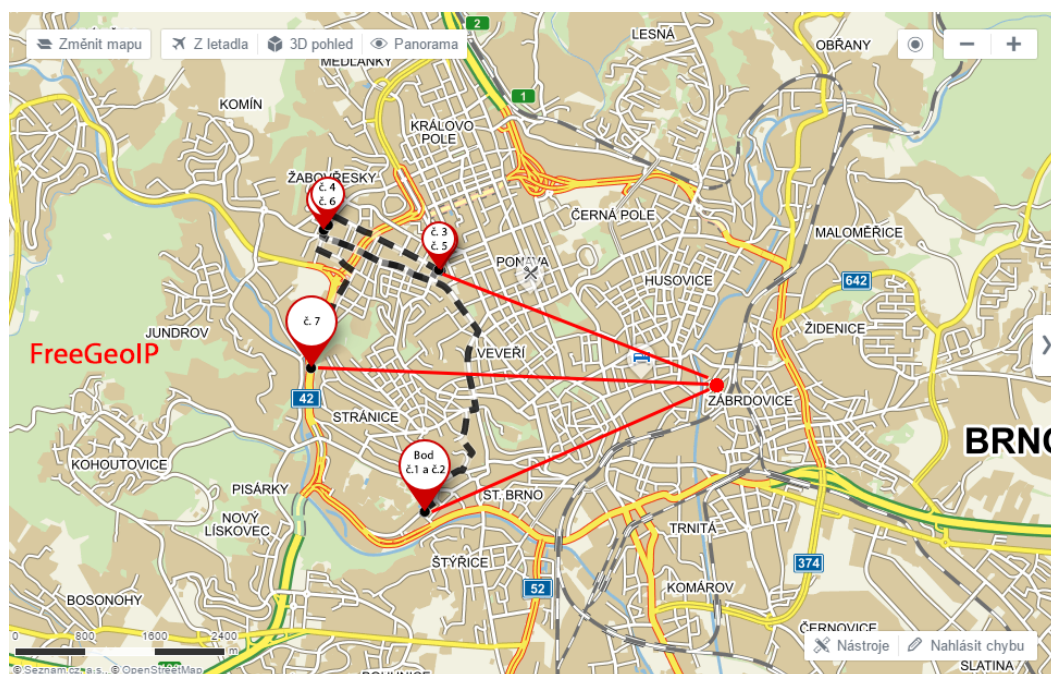 Změnit mapu
Z letadla
3D pohled
Panorama
2
LESNÁ
OBŘANY
MEDLÁNKY
KOMÍN
1
KRÁLOVO
POLE
ŽABOVŘESKY
č. 4
č. 6
ČERNÁ POLE
MALOMĚŘICE
č. 3
č. 5
PONAVA
HUSOVICE
642
č. 7
JUNDROV
ŽIDENICE
FreeGeoIP
VEVEŘÍ
42
STRÁNICE
ZÁBRDOVICE
BRNO
Bod
č.1 a č.2
KOHOUTOVICE
PISÁRKY
ST. BRNO
NOVÝ
LÍSKOVEC
TRNITÁ
ŠTÝŘICE
374
52
KOMÁROV
BOSONOHY
ČERNOVICE
0 800 1600 2400
m
Nástroje
Nahlásit chybu
SLATINA
© Seznam.cz, a.s., © OpenStreetMap